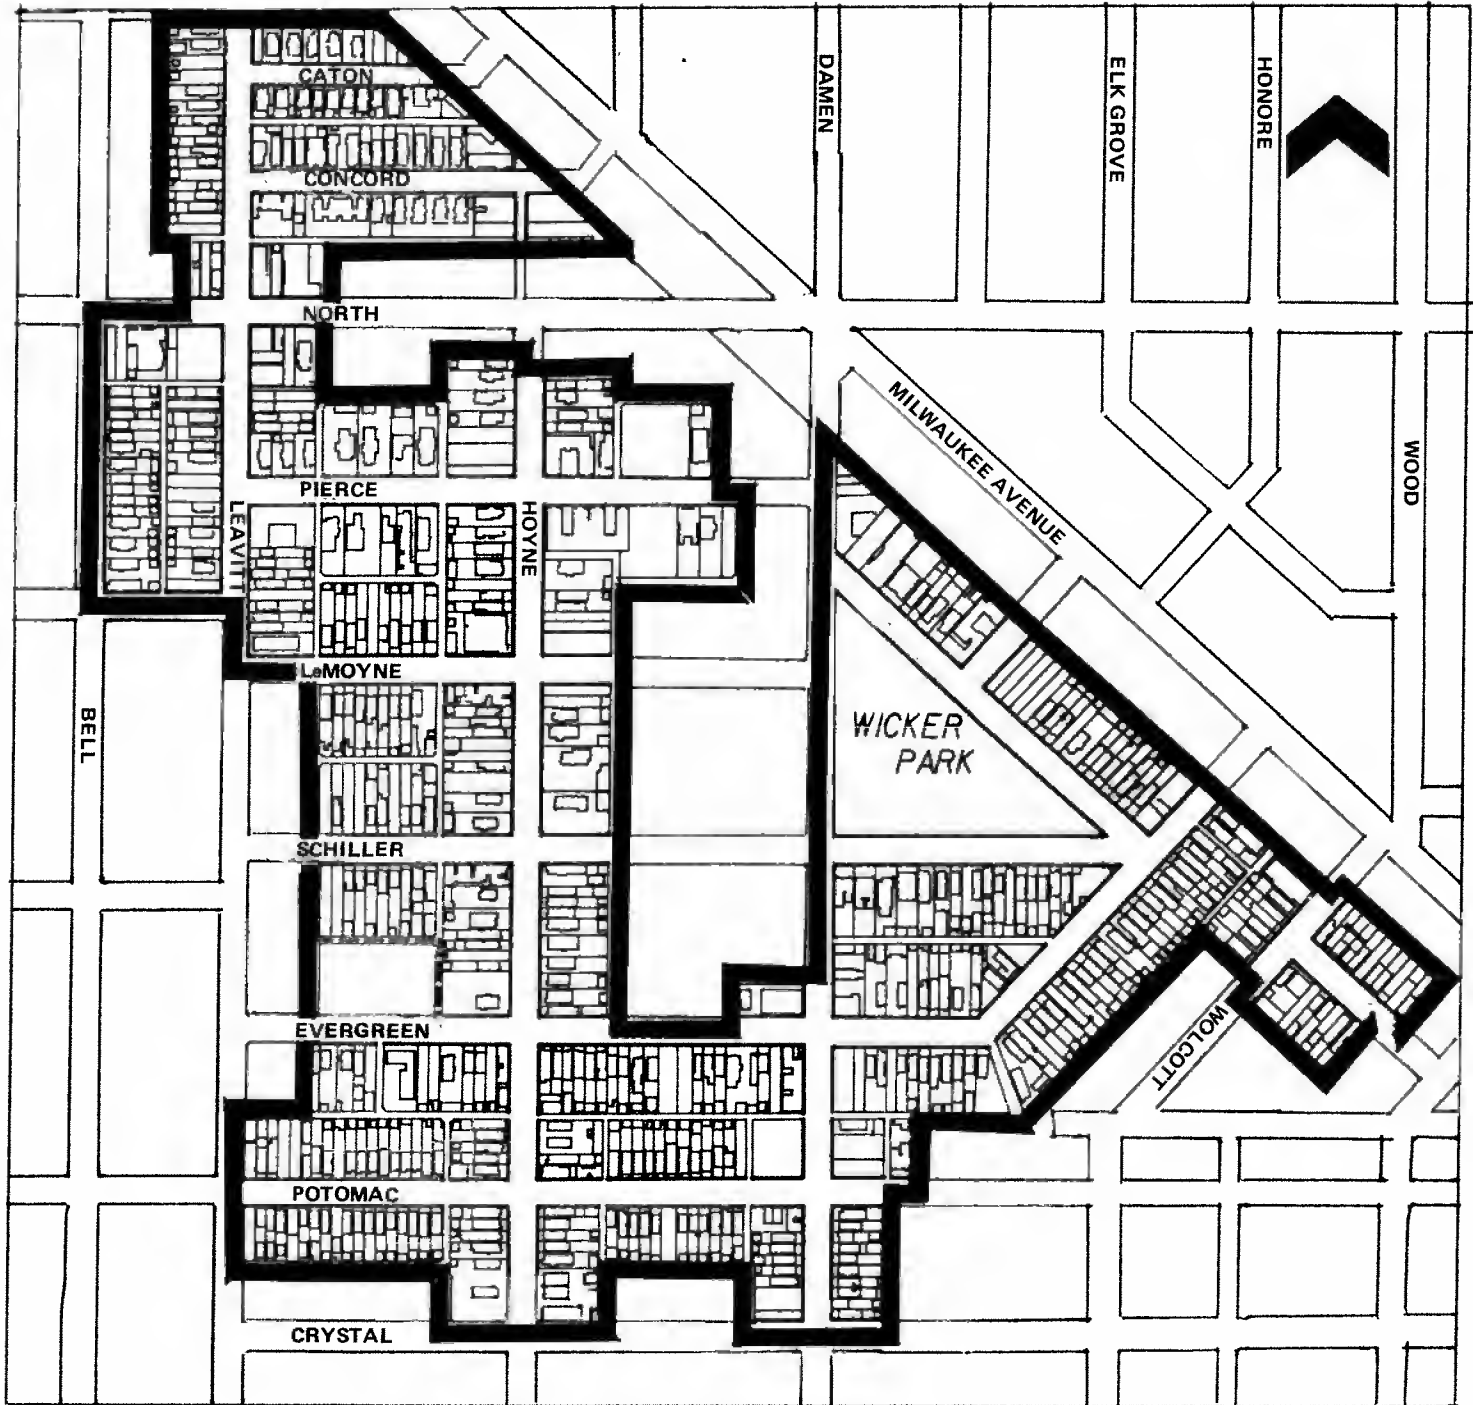 CATON
CONCORD
NORTH
PIERCE
LEAVITT
HOYNE
LeMOYNE
BELL
SCHILLER
EVERGREEN
POTOMAC
CRYSTAL
DAMEN
ELK GROVE
HONORE
MILWAUKEE AVENUE
WOOD
WICKER
PARK
WOLCOTT